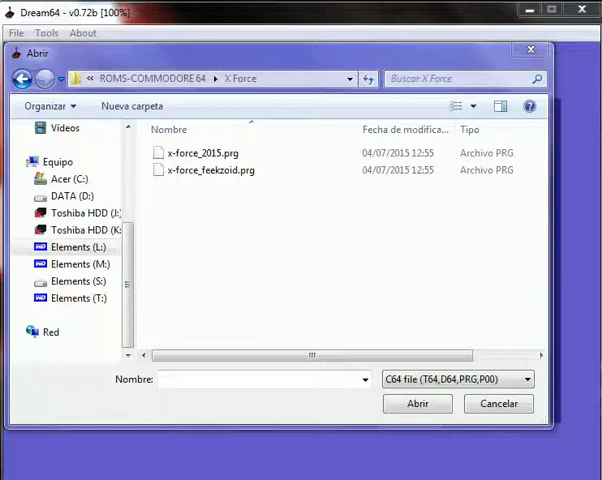 Dream64 - v0.72b [100%]
File Tools About
Abrir
« ROMS-COMMODORE 64 X Force
Buscar X Force
Organizar Nueva carpeta
Vídeos
Nombre Fecha de modifica... Tipo
x-force_2015.prg 04/07/2015 12:55 Archivo PRG
Equipo
x-force_feekzoid.prg 04/07/2015 12:55 Archivo PRG
Acer (C:)
DATA (D:)
Toshiba HDD (J:
Toshiba HDD (K:
Elements (L:)
Elements (M:)
Elements (S:)
Elements (T:)
Red
Nombre:
C64 file (T64,D64,PRG,P00)
Abrir Cancelar